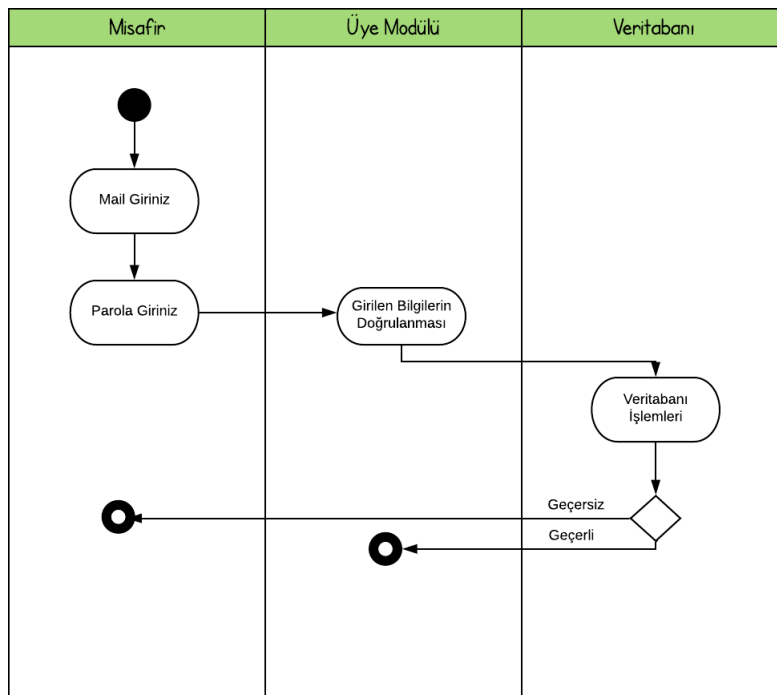 Misafir
Üye Modülü
Veritabanı
Mail Giriniz
Parola Giriniz
Girilen Bilgilerin
Doğrulanması
Veritabanı
İşlemleri
Geçersiz
Geçerli